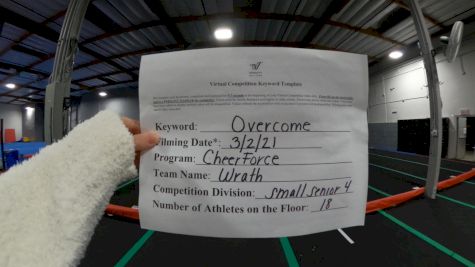 Virtual Competition Keyword Template
Keyword: Overcome
Filming Date*: 3/2/21
Program: CheerForce
Team Name: Wrath
Competition Division: small senior 4
Number of Athletes on the Floor: 18